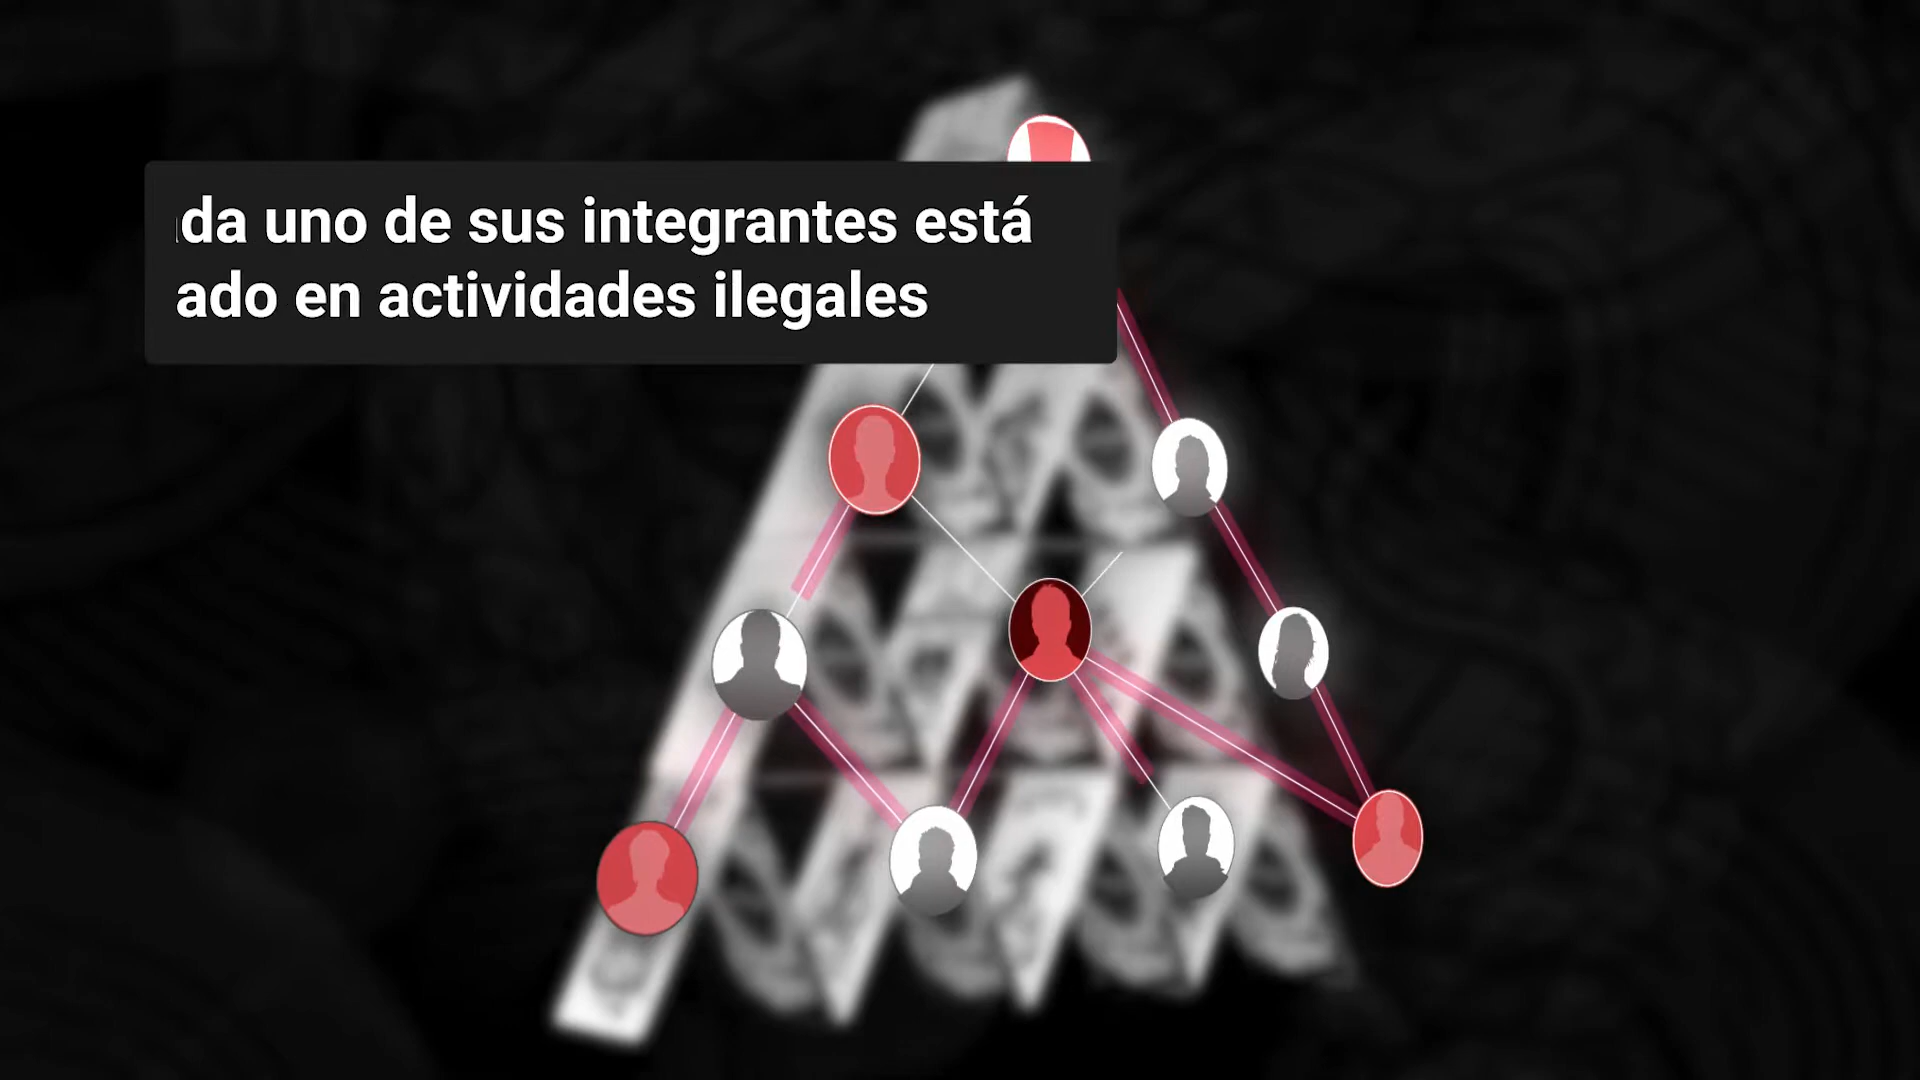 da uno de sus integrantes está
ado en actividades ilegales